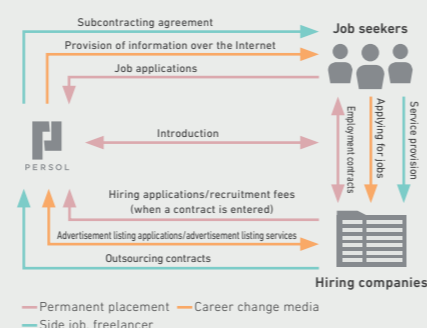 Subcontracting agreement
Job seekers
Provision of information over the Internet
Job applications
Introduction
PERSOL
Employment contracts
Applying for jobs
Service provision
Hiring applications/recruitment fees
(when a contract is entered)
Advertisement listing applications/advertisement listing services
Outsourcing contracts
Hiring companies
Permanent placement Career change media
Side job, freelancer